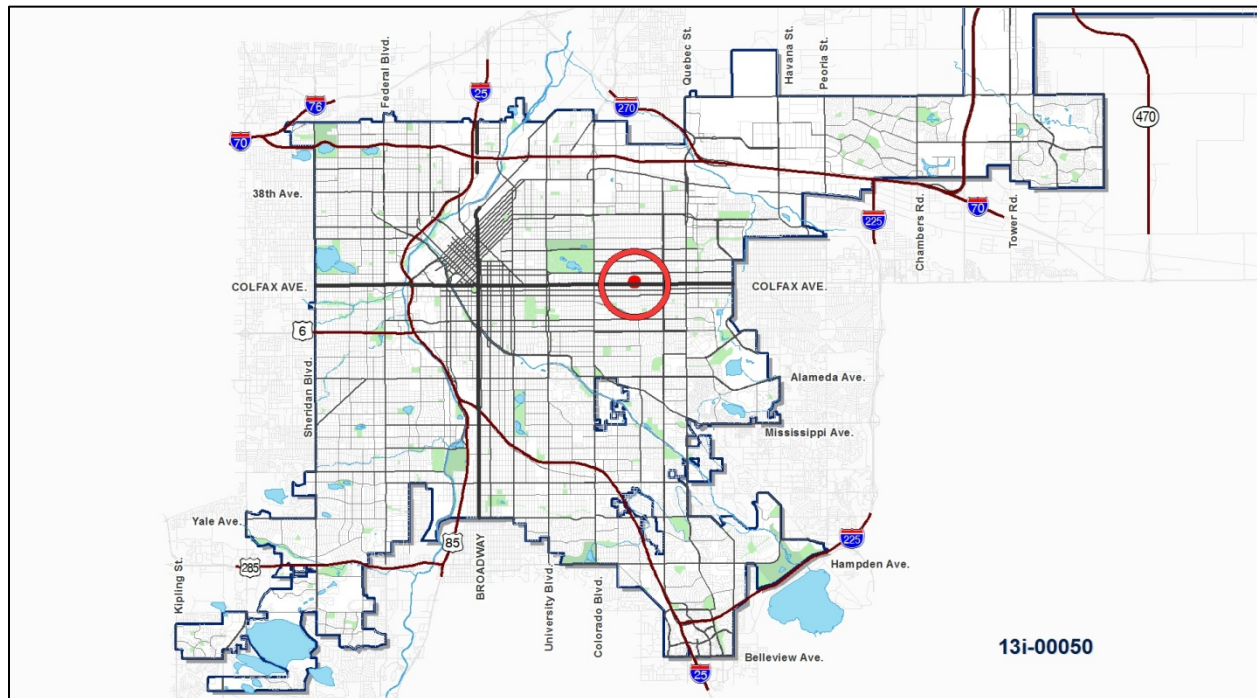 Federal Blvd.
25
Quebec St.
Havana St.
Peoria St.
76
270
70
470
38th Ave.
225
Chambers Rd.
70
Tower Rd.
COLFAX AVE.
COLFAX AVE.
6
Sheridan Blvd.
Alameda Ave.
Mississippi Ave.
Yale Ave.
85
225
285
Hampden Ave.
Kipling St.
BROADWAY
University Blvd.
Colorado Blvd.
Belleview Ave.
25
13i-00050